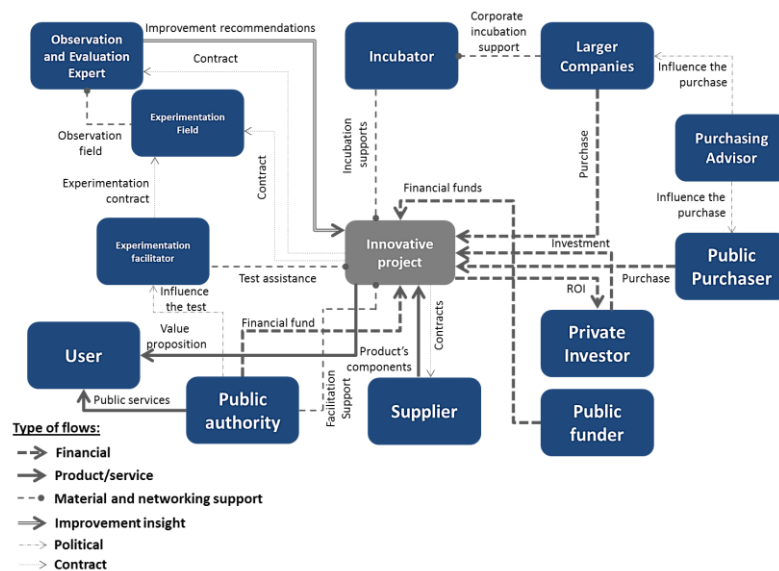 Improvement recommendations
Observation
and Evaluation
Expert
Contract
Incubator
Corporate
incubation
support
Larger
Companies
Influence the
purchase
Experimentation
Field
Observation
field
Contract
Incubation
supports
Purchase
Purchasing
Advisor
Experimentation
contract
Financial funds
Influence the
purchase
Experimentation
facilitator
Test assistance
Innovative
project
Investment
Public
Purchaser
Purchase
ROI
Influence
the test
Value
proposition
Financial fund
Contracts
Private
Investor
User
Product's
components
Public services
Public
authority
Facilitation
Support
Supplier
Public
funder
Type of flows:
Financial
Product/service
Material and networking support
Improvement insight
Political
Contract